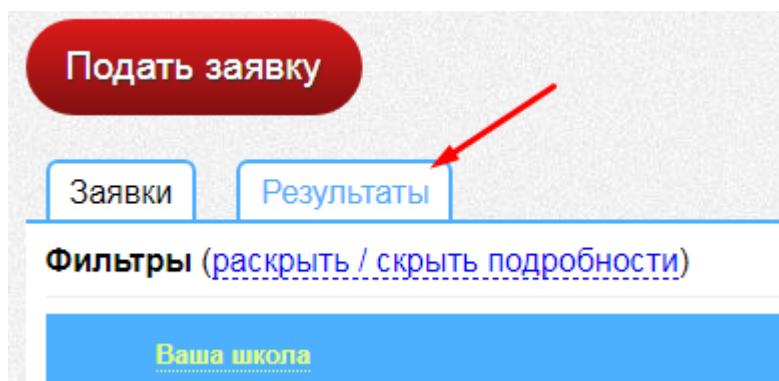 Подать заявку
Заявки Результаты
Фильтры (раскрыть / скрыть подробности)
Ваша школа